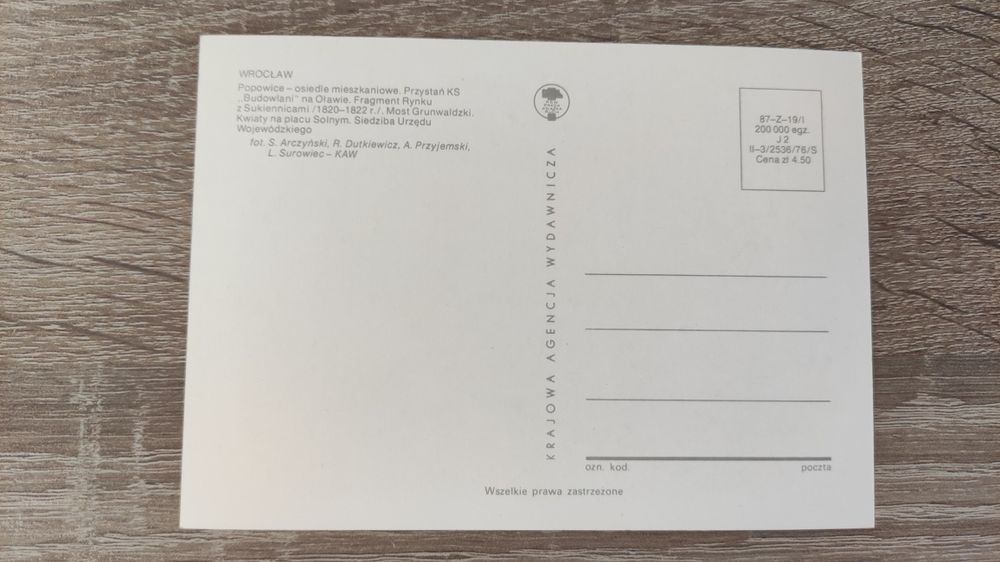 WROCŁAW
Popowice – osiedle mieszkaniowe. Przystań KS
„Budowlani” na Oławie. Fragment Rynku
z Sukiennicami /1820–1822 r./. Most Grunwaldzki.
Kwiaty na placu Solnym. Siedziba Urzędu
Wojewódzkiego
fot. S. Arczyński, R. Dutkiewicz, A. Przyjemski,
L. Surowiec – KAW
KRAJOWA AGENCJA WYDAWNICZA
87–Z–19/I
200 000 egz.
J 2
II–3/2536/76/S
Cena zł 4.50
ozn. kod. poczta
Wszelkie prawa zastrzeżone